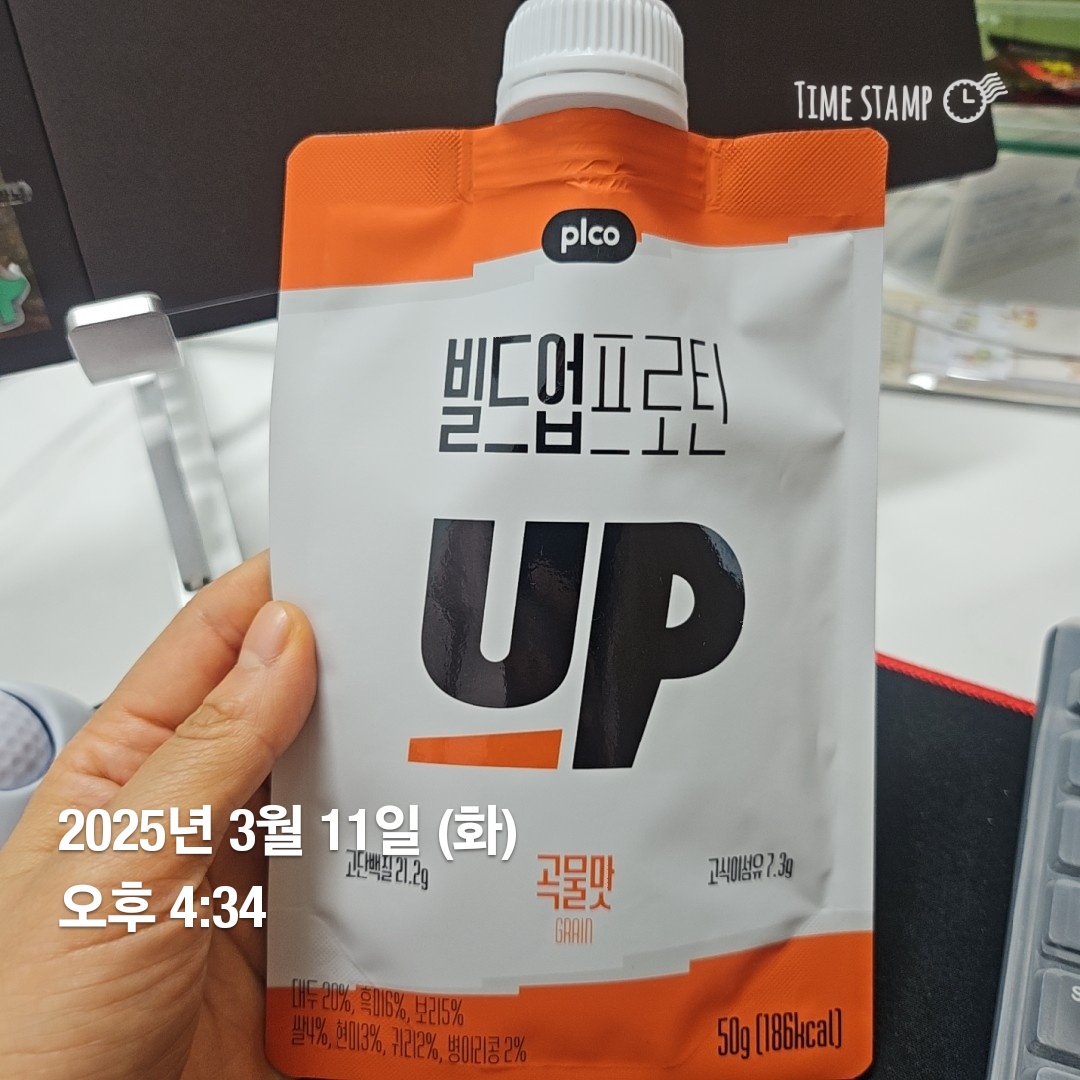 TIME STAMP
plco
빌드업프로틴
UP
2025년 3월 11일 (화)
고단백질 21.2g
곡물맛
고식이섬유 7.3g
오후 4:34
GRAIN
대두 20%, 흑미6%, 보리5%
쌀4%, 현미3%, 귀리2%, 병아리콩 2%
50g (186kcal)
S